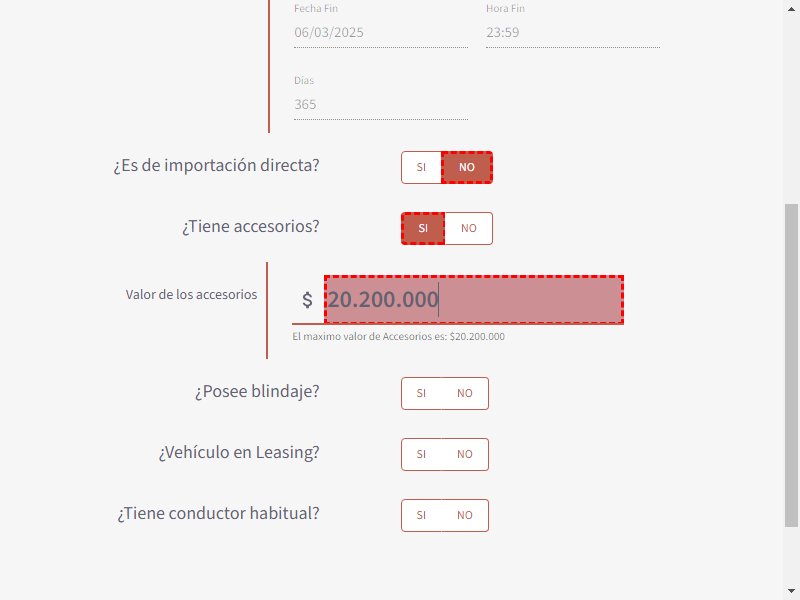 Fecha Fin Hora Fin
06/03/2025 23:59
Días
365
¿Es de importación directa? SI NO
¿Tiene accesorios? SI NO
Valor de los accesorios $ 20.200.000
El maximo valor de Accesorios es: $20.200.000
¿Posee blindaje? SI NO
¿Vehículo en Leasing? SI NO
¿Tiene conductor habitual? SI NO